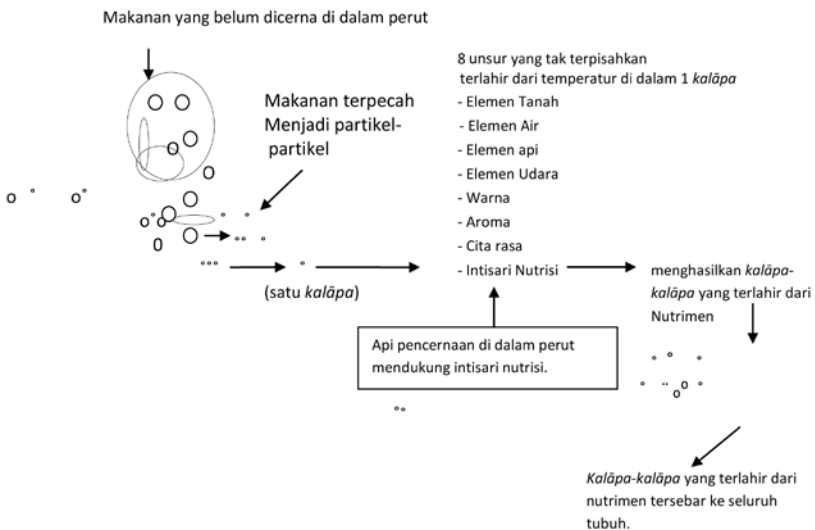 Makanan yang belum dicerna di dalam perut
8 unsur yang tak terpisahkan
terlahir dari temperatur di dalam 1 kalāpa
- Elemen Tanah
- Elemen Air
- Elemen api
- Elemen Udara
- Warna
- Aroma
- Cita rasa
- Intisari Nutrisi
Makanan terpecah
Menjadi partikel-
partikel
(satu kalāpa)
menghasilkan kalāpa-
kalāpa yang terlahir dari
Nutrimen
Api pencernaan di dalam perut
mendukung intisari nutrisi.
Kalāpa-kalāpa yang terlahir dari
nutrimen tersebar ke seluruh
tubuh.